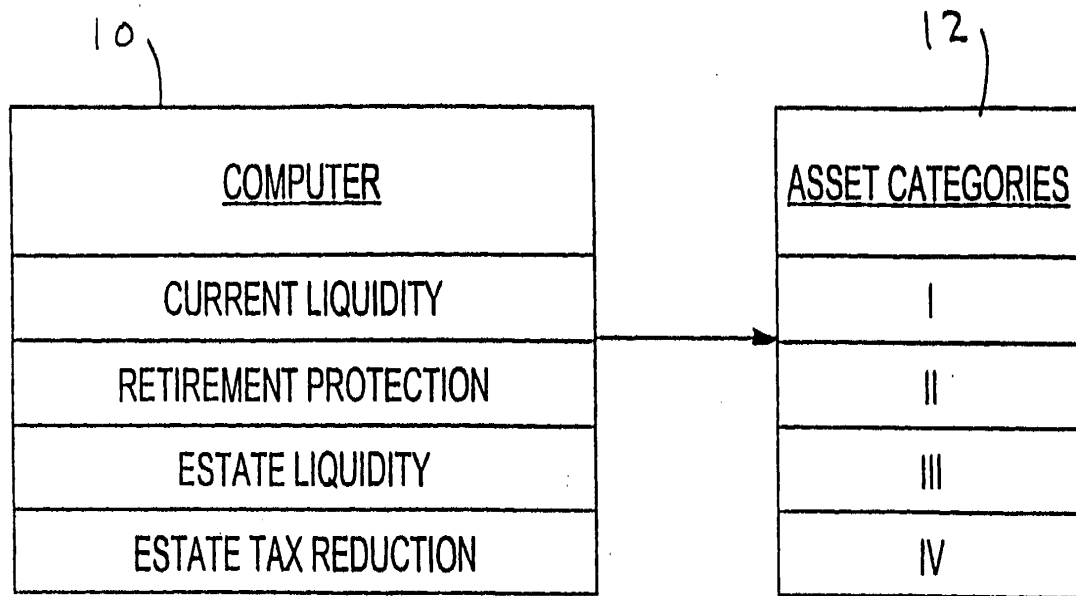 10
12
COMPUTER
ASSET CATEGORIES
CURRENT LIQUIDITY
I
RETIREMENT PROTECTION
II
ESTATE LIQUIDITY
III
ESTATE TAX REDUCTION
IV